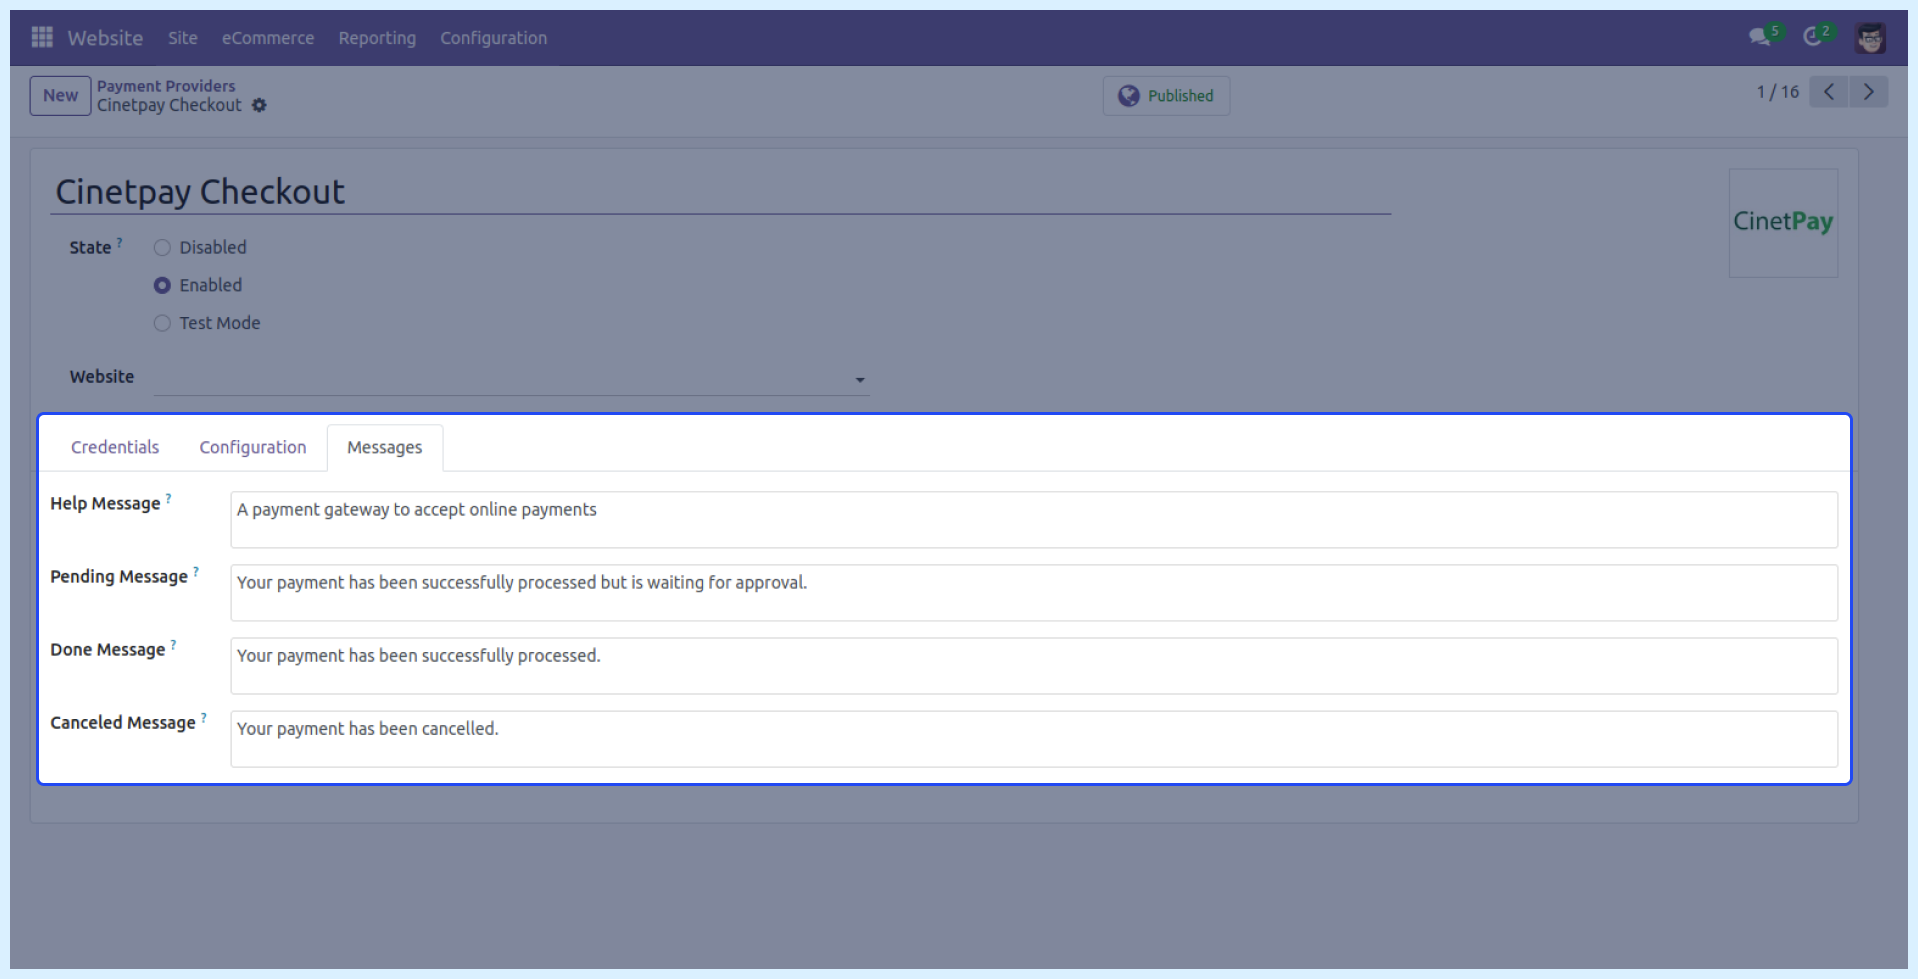 Website Site eCommerce Reporting Configuration 5 2
New Payment Providers
Cinetpay Checkout
Published
1 / 16
Cinetpay Checkout
CinetPay
State ? Disabled
Enabled
Test Mode
Website
Credentials Configuration Messages
Help Message ? A payment gateway to accept online payments
Pending Message ? Your payment has been successfully processed but is waiting for approval.
Done Message ? Your payment has been successfully processed.
Canceled Message ? Your payment has been cancelled.